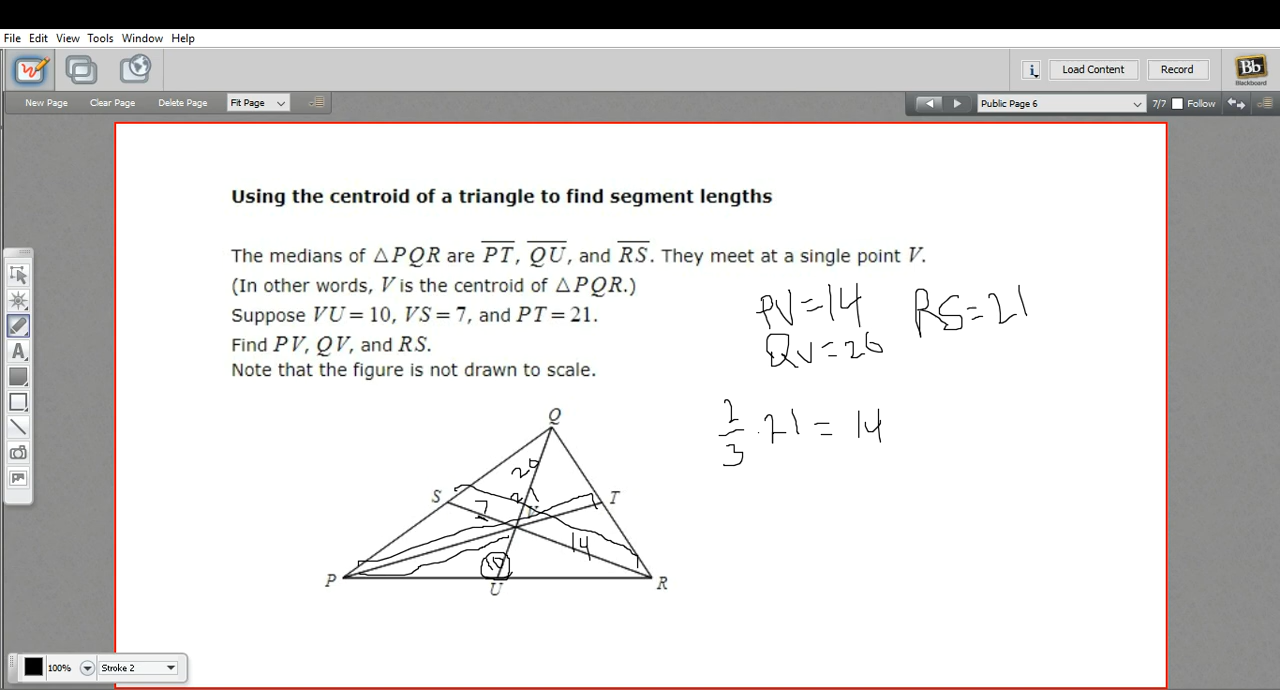 File Edit View Tools Window Help
i Load Content Record Bb
Blackboard
New Page Clear Page Delete Page Fit Page Public Page 6 7/7 Follow
Using the centroid of a triangle to find segment lengths
The medians of △PQR are PT, QU, and RS. They meet at a single point V.
(In other words, V is the centroid of △PQR.)
Suppose VU = 10, VS = 7, and PT = 21.
Find PV, QV, and RS.
Note that the figure is not drawn to scale.
PV=14 RS=21
QV=20
2/3 · 21 = 14
Q
20
S 7 21 V T
14
10
P U R
A
100% Stroke 2